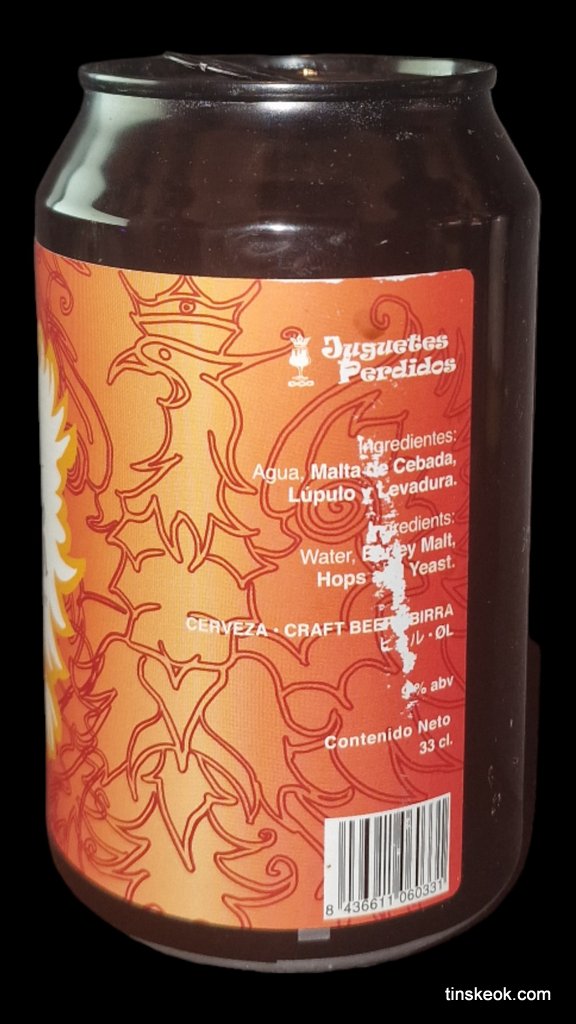 Juguetes
Perdidos
Ingredientes:
Agua, Malta de Cebada,
Lúpulo y Levadura.
Ingredients:
Water, Barley Malt,
Hops Yeast.
CERVEZA · CRAFT BEER BIRRA
ビール · ØL
% abv
Contenido Neto
33 cl.
8 436611 060331
tinskeok.com